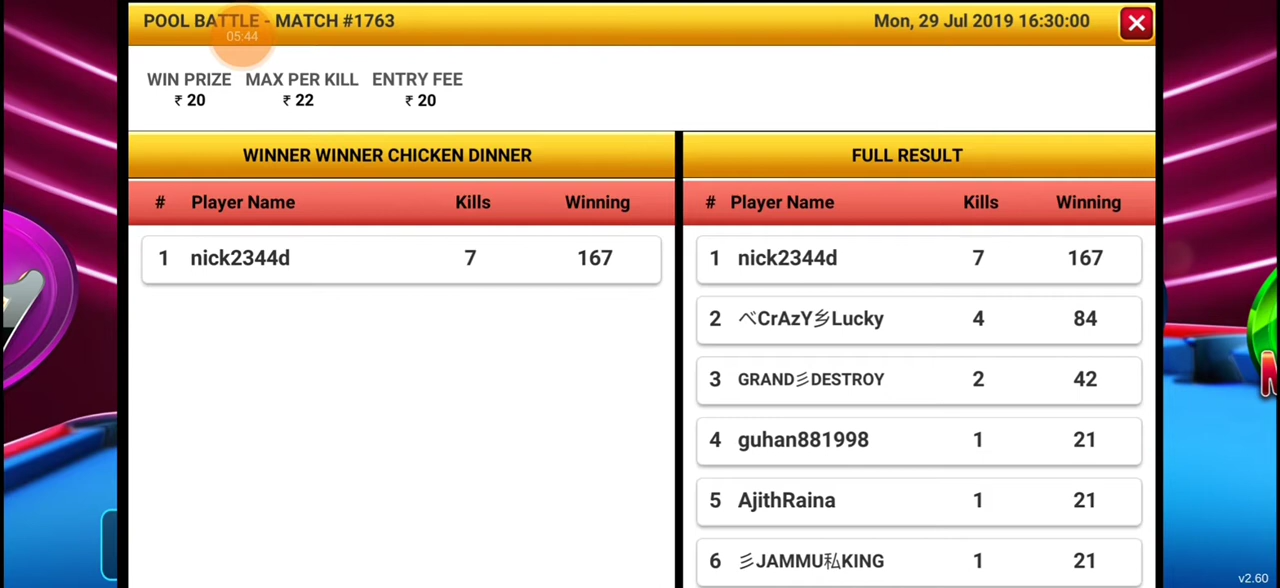 POOL BATTLE - MATCH #1763
Mon, 29 Jul 2019 16:30:00
05:44
WIN PRIZE MAX PER KILL ENTRY FEE
₹ 20 ₹ 22 ₹ 20
WINNER WINNER CHICKEN DINNER
# Player Name Kills Winning
1 nick2344d 7 167
FULL RESULT
# Player Name Kills Winning
1 nick2344d 7 167
2 べCrAzY乡Lucky 4 84
3 GRAND彡DESTROY 2 42
4 guhan881998 1 21
5 AjithRaina 1 21
6 彡JAMMU私KING 1 21
v2.60